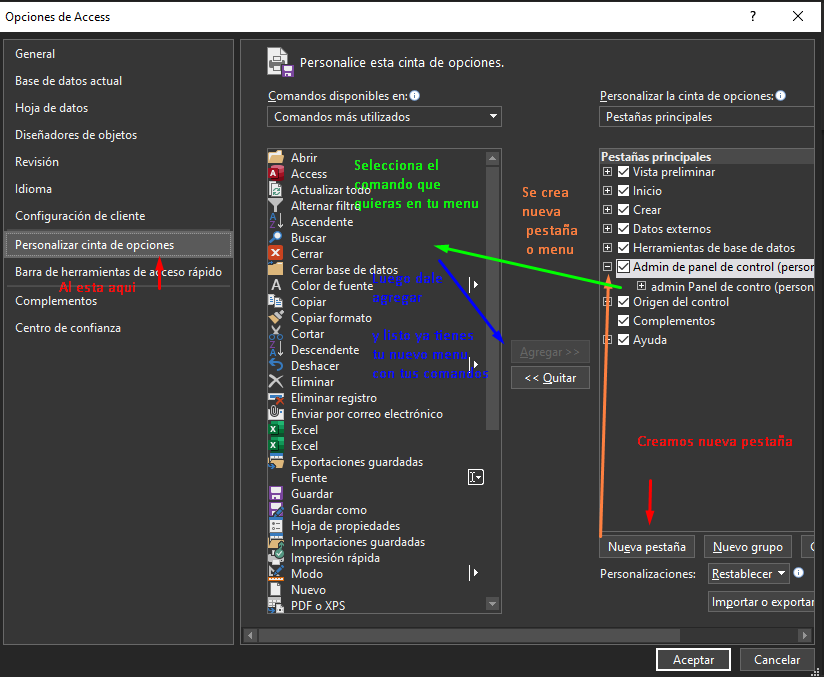 Opciones de Access
?
General
Base de datos actual
Hoja de datos
Diseñadores de objetos
Revisión
Idioma
Configuración de cliente
Personalizar cinta de opciones
Barra de herramientas de acceso rápido
Al esta aqui
Complementos
Centro de confianza
Personalice esta cinta de opciones.
Comandos disponibles en:
Comandos más utilizados
Abrir
Access
Actualizar todo
Alternar filtro
Ascendente
Buscar
Cerrar
Cerrar base de datos
Color de fuente
Copiar
Copiar formato
Cortar
Descendente
Deshacer
Eliminar
Eliminar registro
Enviar por correo electrónico
Excel
Excel
Exportaciones guardadas
Fuente
Guardar
Guardar como
Hoja de propiedades
Importaciones guardadas
Impresión rápida
Modo
Nuevo
PDF o XPS
Selecciona el
comando que
quieras en tu menu
Luego dale
agregar
y listo ya tienes
tu nuevo menu
con tus comandos
Se crea
nueva
pestaña
o menu
Agregar >>
<< Quitar
Personalizar la cinta de opciones:
Pestañas principales
Pestañas principales
Vista preliminar
Inicio
Crear
Datos externos
Herramientas de base de datos
Admin de panel de control (person
admin Panel de contro (person
Origen del control
Complementos
Ayuda
Creamos nueva pestaña
Nueva pestaña
Nuevo grupo
Personalizaciones:
Restablecer
Importar o exportar
Aceptar
Cancelar